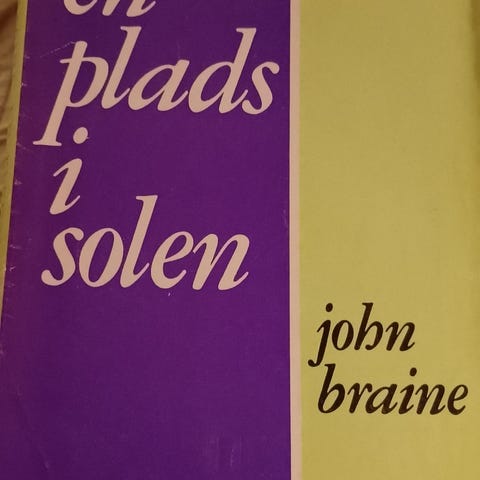 en
plads
i
solen
john
braine